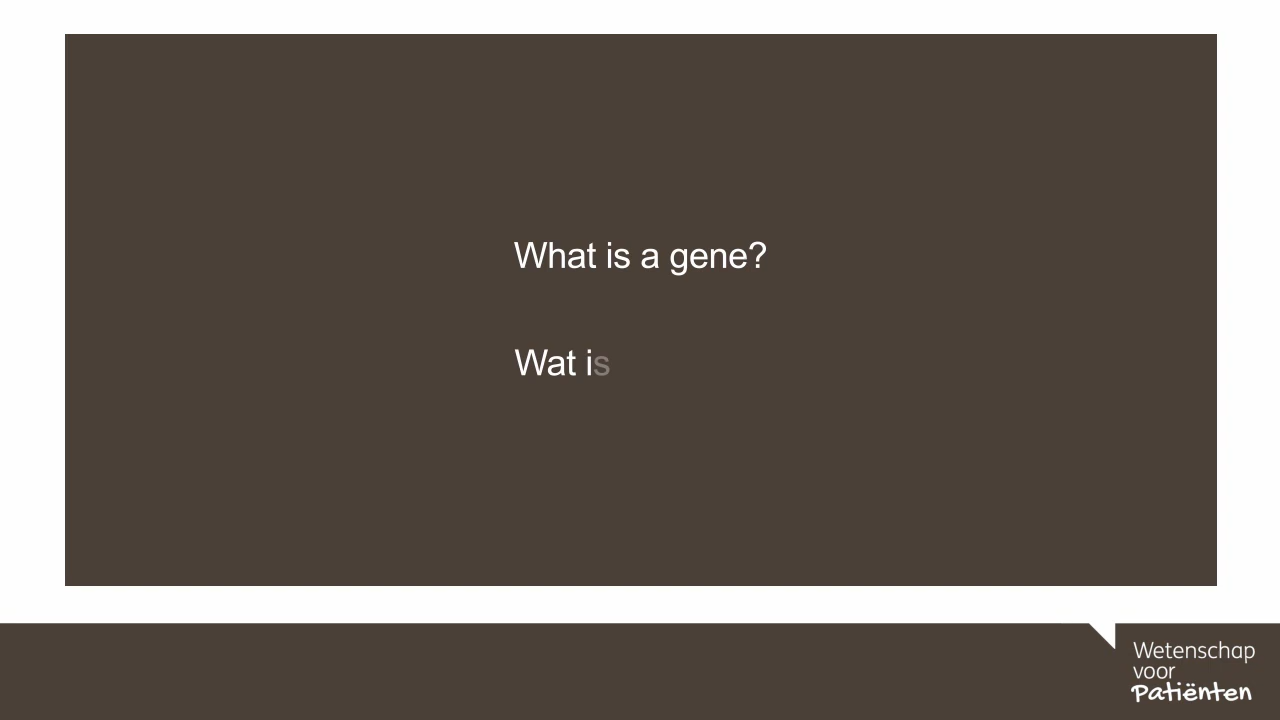 What is a gene?
Wat is
Wetenschap
voor
Patiënten